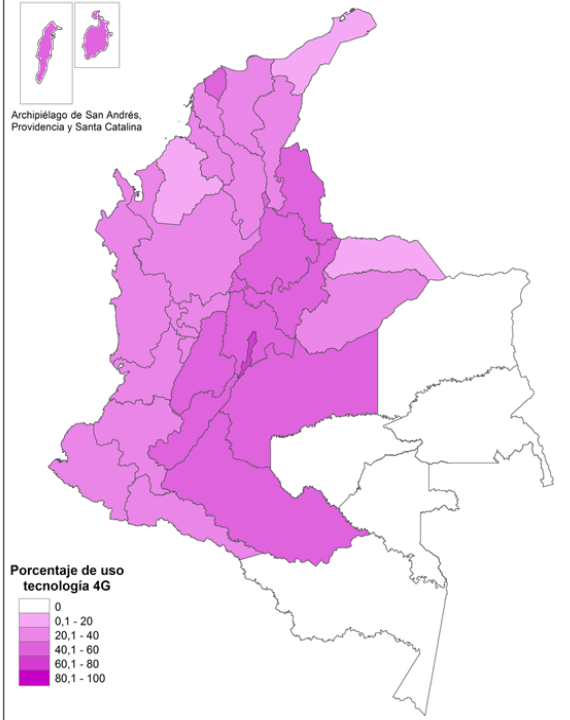 Archipiélago de San Andrés,
Providencia y Santa Catalina
Porcentaje de uso
tecnología 4G
0
0,1 - 20
20,1 - 40
40,1 - 60
60,1 - 80
80,1 - 100